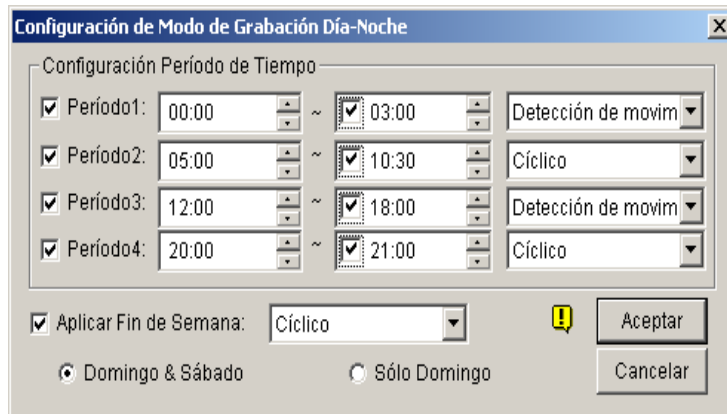 Configuración de Modo de Grabación Día-Noche
Configuración Período de Tiempo
Período1: 00:00 ~ 03:00 Detección de movim
Período2: 05:00 ~ 10:30 Cíclico
Período3: 12:00 ~ 18:00 Detección de movim
Período4: 20:00 ~ 21:00 Cíclico
Aplicar Fin de Semana: Cíclico ! Aceptar
Domingo & Sábado Sólo Domingo Cancelar